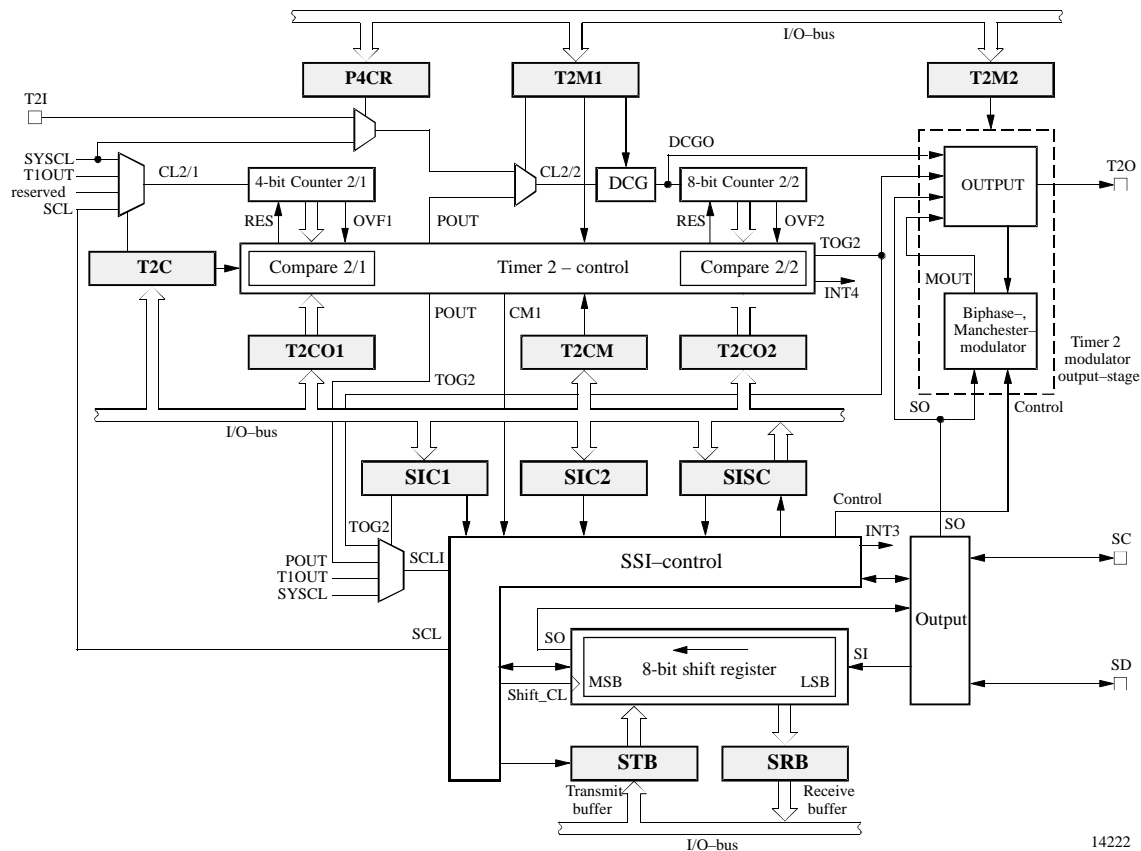 I/O–bus
P4CR
T2M1
T2M2
T2I
SYSCL
T1OUT
reserved
SCL
CL2/1
4-bit Counter 2/1
CL2/2
DCG
DCGO
8-bit Counter 2/2
OUTPUT
T2O
RES
OVF1
POUT
RES
OVF2
TOG2
T2C
Compare 2/1
Timer 2 – control
Compare 2/2
INT4
MOUT
POUT
CM1
Biphase–,
Manchester–
modulator
Timer 2
modulator
output–stage
T2CO1
T2CM
T2CO2
TOG2
SO
Control
I/O–bus
SIC1
SIC2
SISC
Control
TOG2
INT3
SO
SC
POUT
T1OUT
SYSCL
SCLI
SSI–control
Output
SCL
SO
SI
8-bit shift register
MSB
LSB
SD
Shift_CL
STB
SRB
Transmit
buffer
Receive
buffer
I/O–bus
14222